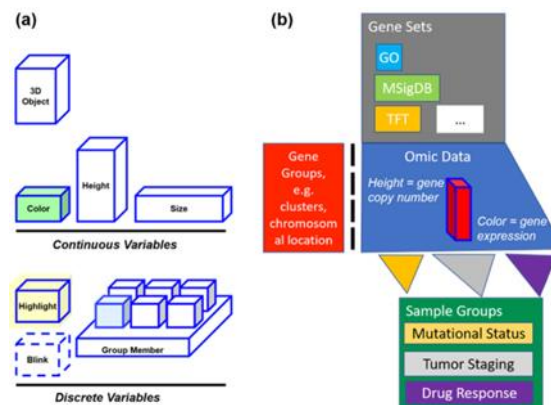 (a)
3D
Object
Color
Height
Size
Continuous Variables
Highlight
Blink
Group Member
Discrete Variables
(b)
Gene Sets
GO
MSigDB
TFT
...
Gene
Groups,
e.g.
clusters,
chromosom
al location
Omic Data
Height = gene
copy number
Color = gene
expression
Sample Groups
Mutational Status
Tumor Staging
Drug Response